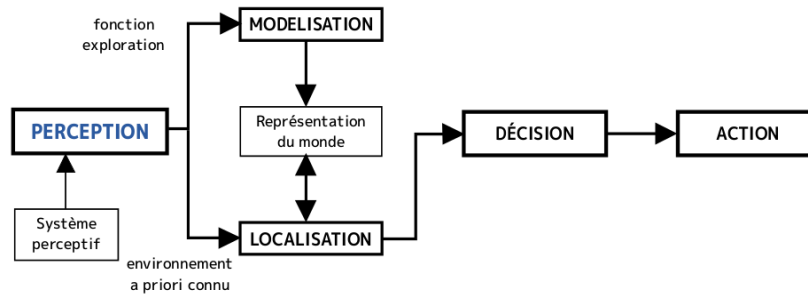 fonction
exploration
MODELISATION
PERCEPTION
Représentation
du monde
DÉCISION
ACTION
Système
perceptif
LOCALISATION
environnement
a priori connu